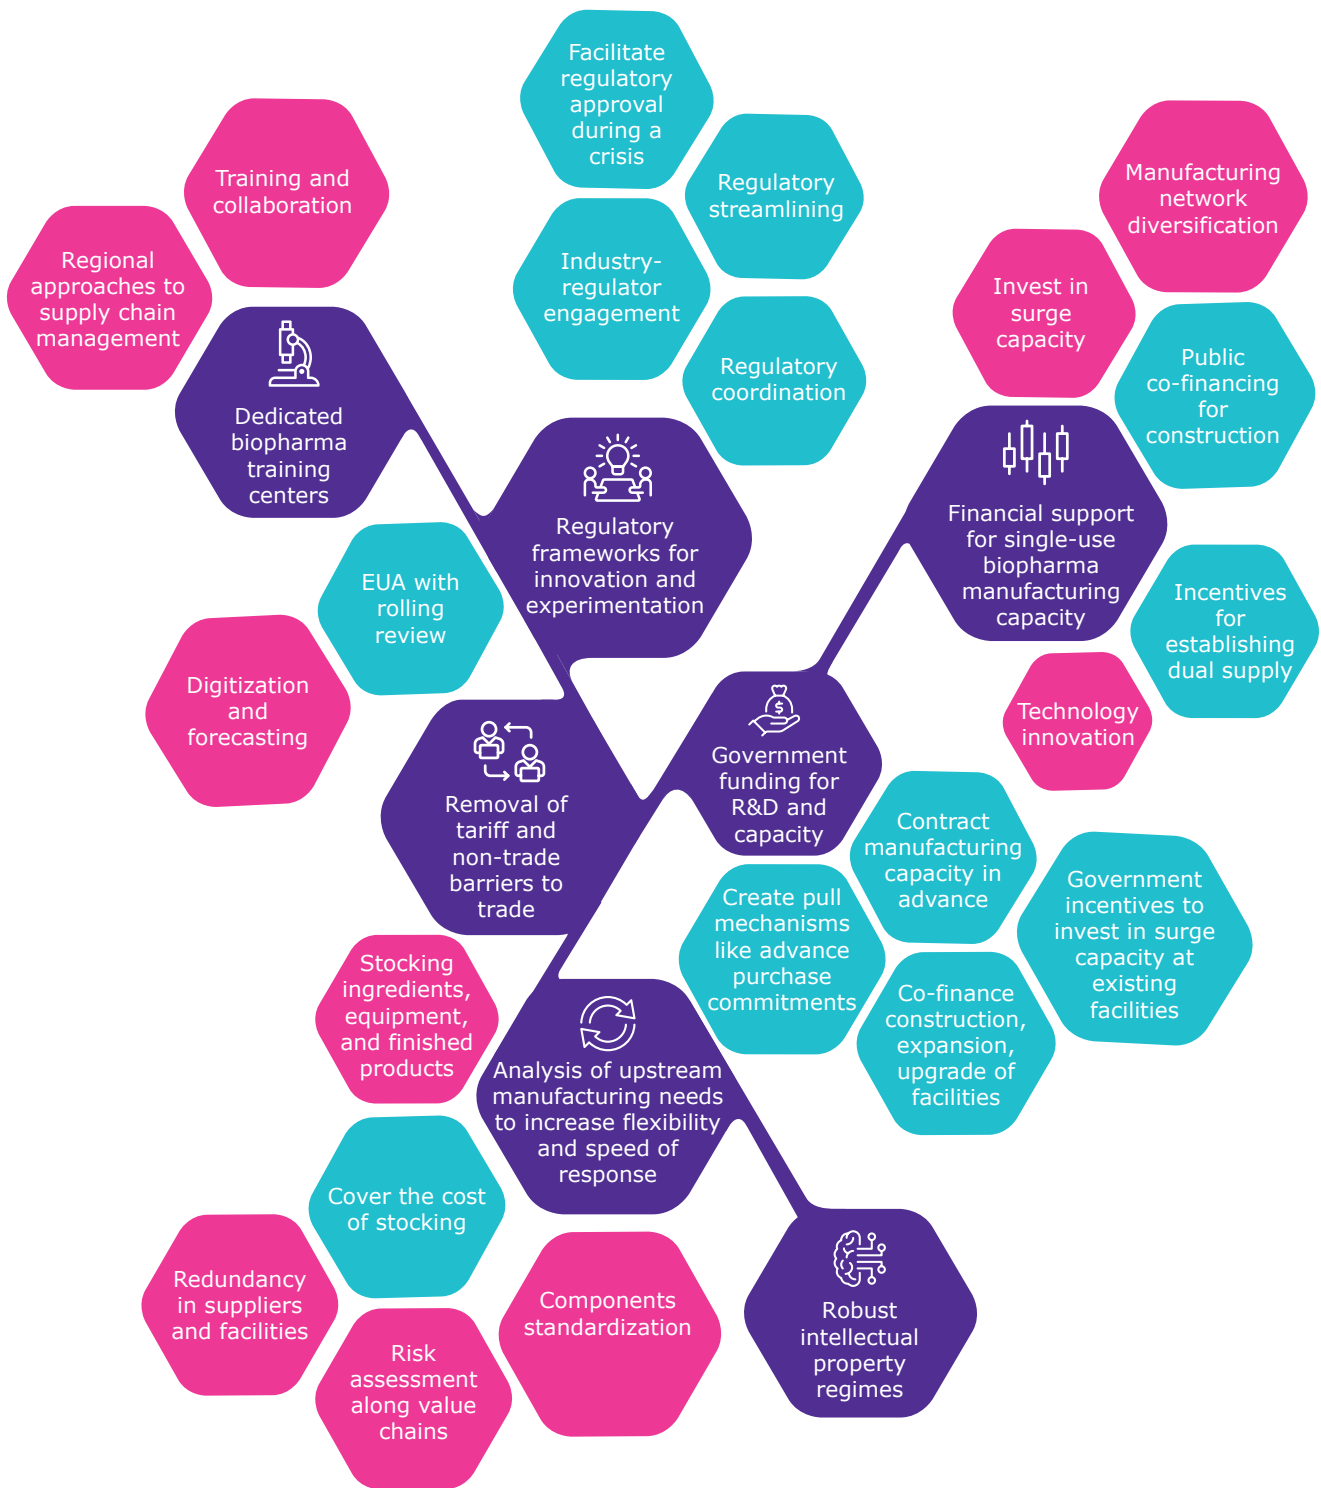 Facilitate
regulatory
approval
during a
crisis
Training and
collaboration
Regulatory
streamlining
Manufacturing
network
diversification
Regional
approaches to
supply chain
management
Industry-
regulator
engagement
Invest in
surge
capacity
Regulatory
coordination
Public
co-financing
for
construction
Dedicated
biopharma
training
centers
Regulatory
frameworks for
innovation and
experimentation
Financial support
for single-use
biopharma
manufacturing
capacity
EUA with
rolling
review
Incentives
for
establishing
dual supply
Digitization
and
forecasting
Technology
innovation
$
Government
funding for
R&D and
capacity
Removal of
tariff and
non-trade
barriers to
trade
Contract
manufacturing
capacity in
advance
Government
incentives to
invest in surge
capacity at
existing
facilities
Create pull
mechanisms
like advance
purchase
commitments
Stocking
ingredients,
equipment,
and finished
products
Co-finance
construction,
expansion,
upgrade of
facilities
Analysis of upstream
manufacturing needs
to increase flexibility
and speed of
response
Cover the cost
of stocking
Redundancy
in suppliers
and facilities
Components
standardization
Robust
intellectual
property
regimes
Risk
assessment
along value
chains